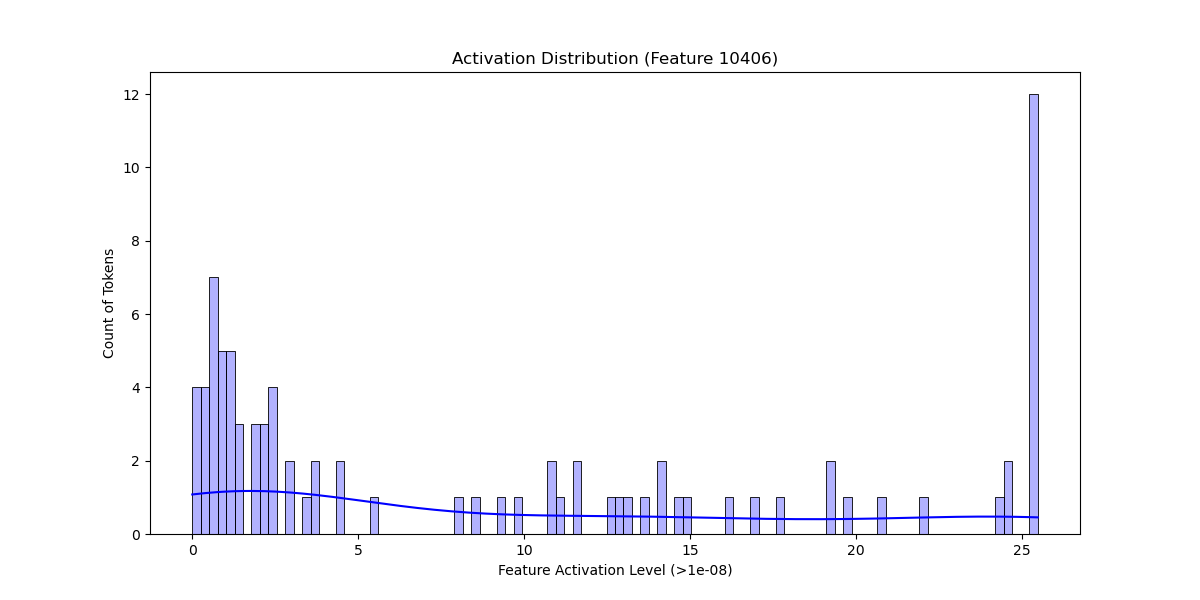 Activation Distribution (Feature 10406)
12
10
8
6
4
2
0
Count of Tokens
0 5 10 15 20 25
Feature Activation Level (>1e-08)